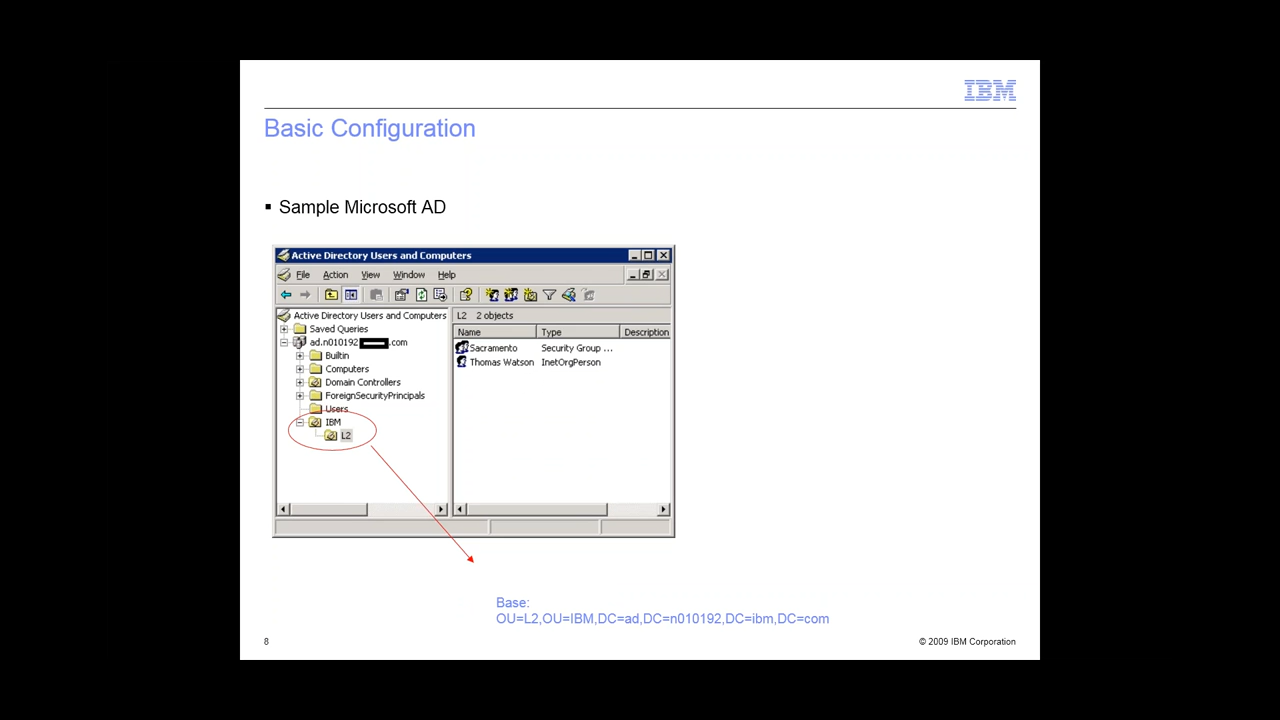 IBM
Basic Configuration
▪ Sample Microsoft AD
Active Directory Users and Computers
File Action View Window Help
Active Directory Users and Computers
Saved Queries
ad.n010192 .com
Builtin
Computers
Domain Controllers
ForeignSecurityPrincipals
Users
IBM
L2
L2 2 objects
Name Type Description
Sacramento Security Group ...
Thomas Watson InetOrgPerson
Base:
OU=L2,OU=IBM,DC=ad,DC=n010192,DC=ibm,DC=com
8
© 2009 IBM Corporation